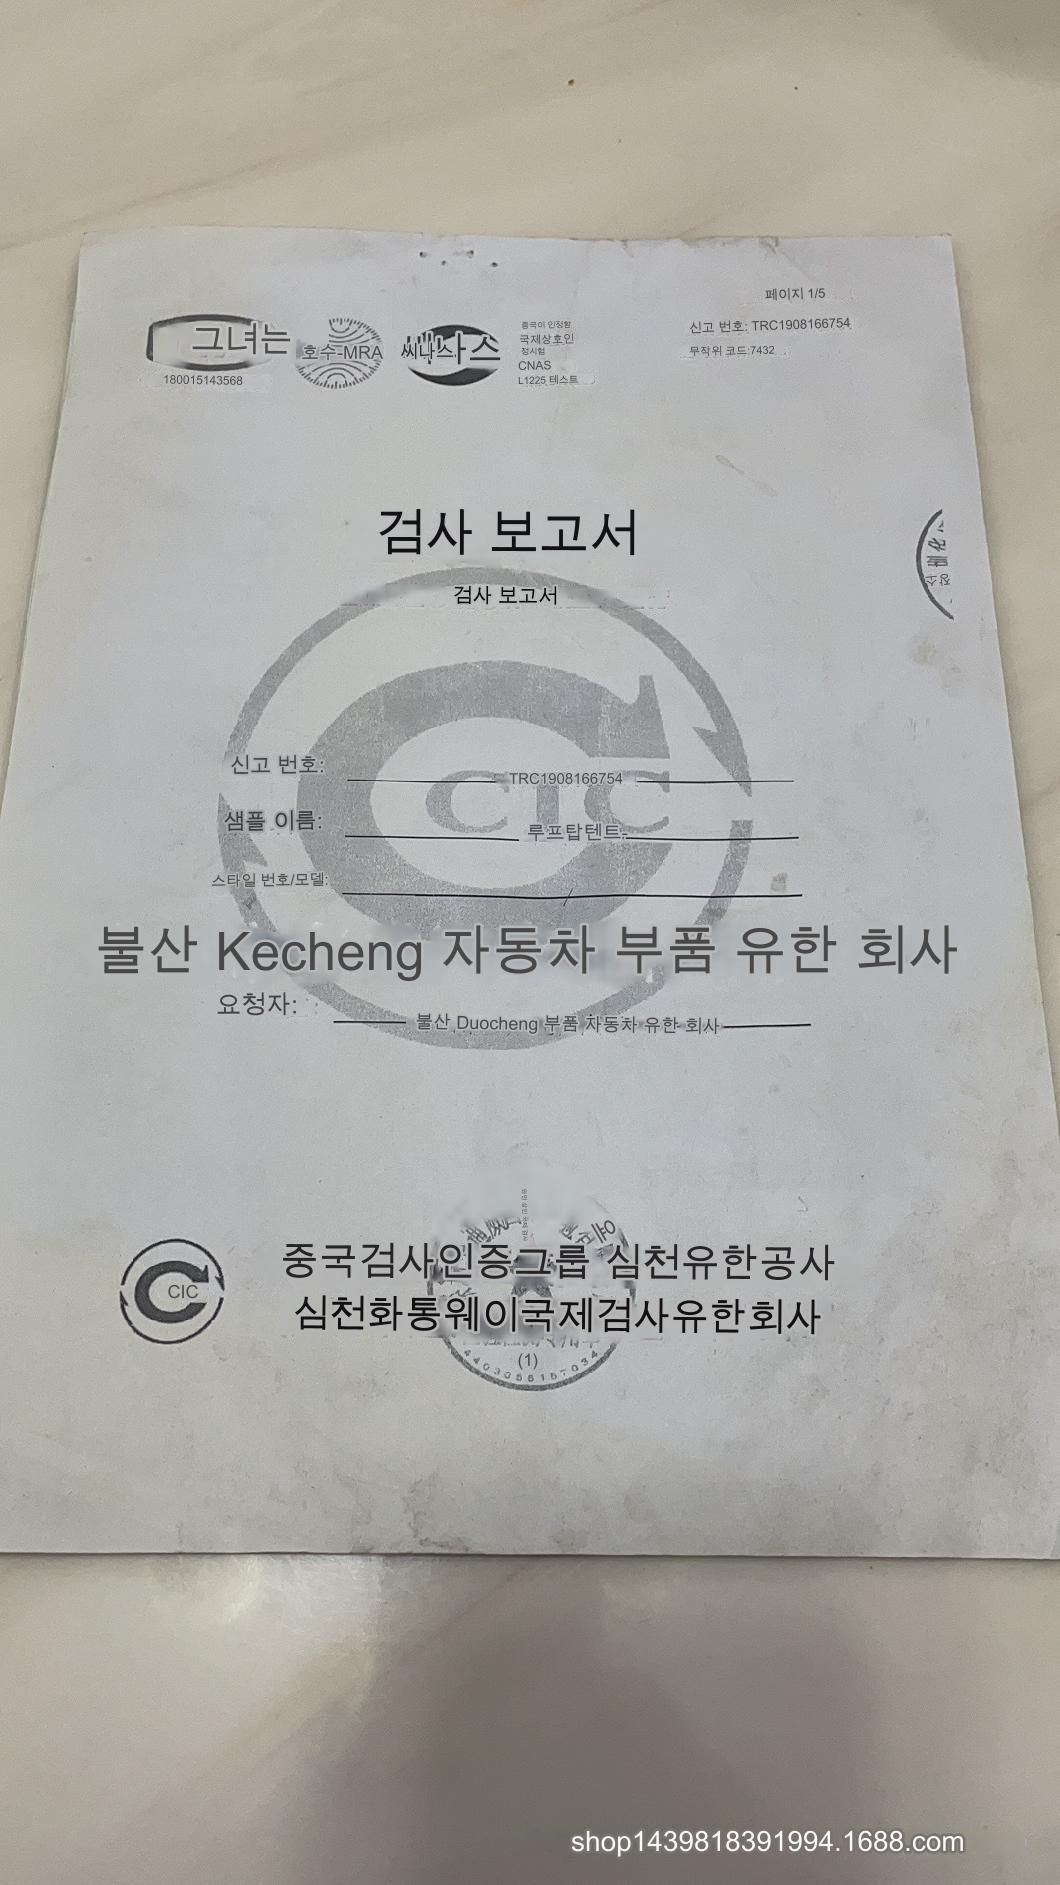 페이지 1/5
신고 번호: TRC1908166754
무작위 코드:7432
그녀는
180015143568
호수-MRA
씨나스
중국이 인정함
국제상호인
정시험
CNAS
L1225 테스트
검사 보고서
검사 보고서
CIC
신고 번호: TRC1908166754
샘플 이름: 루프탑텐트
스타일 번호/모델: /
불산 Kecheng 자동차 부품 유한 회사
요청자: 불산 Duocheng 부품 자동차 유한 회사
CIC
중국검사인증그룹 심천유한공사
심천화통웨이국제검사유한회사
(1)
shop1439818391994.1688.com